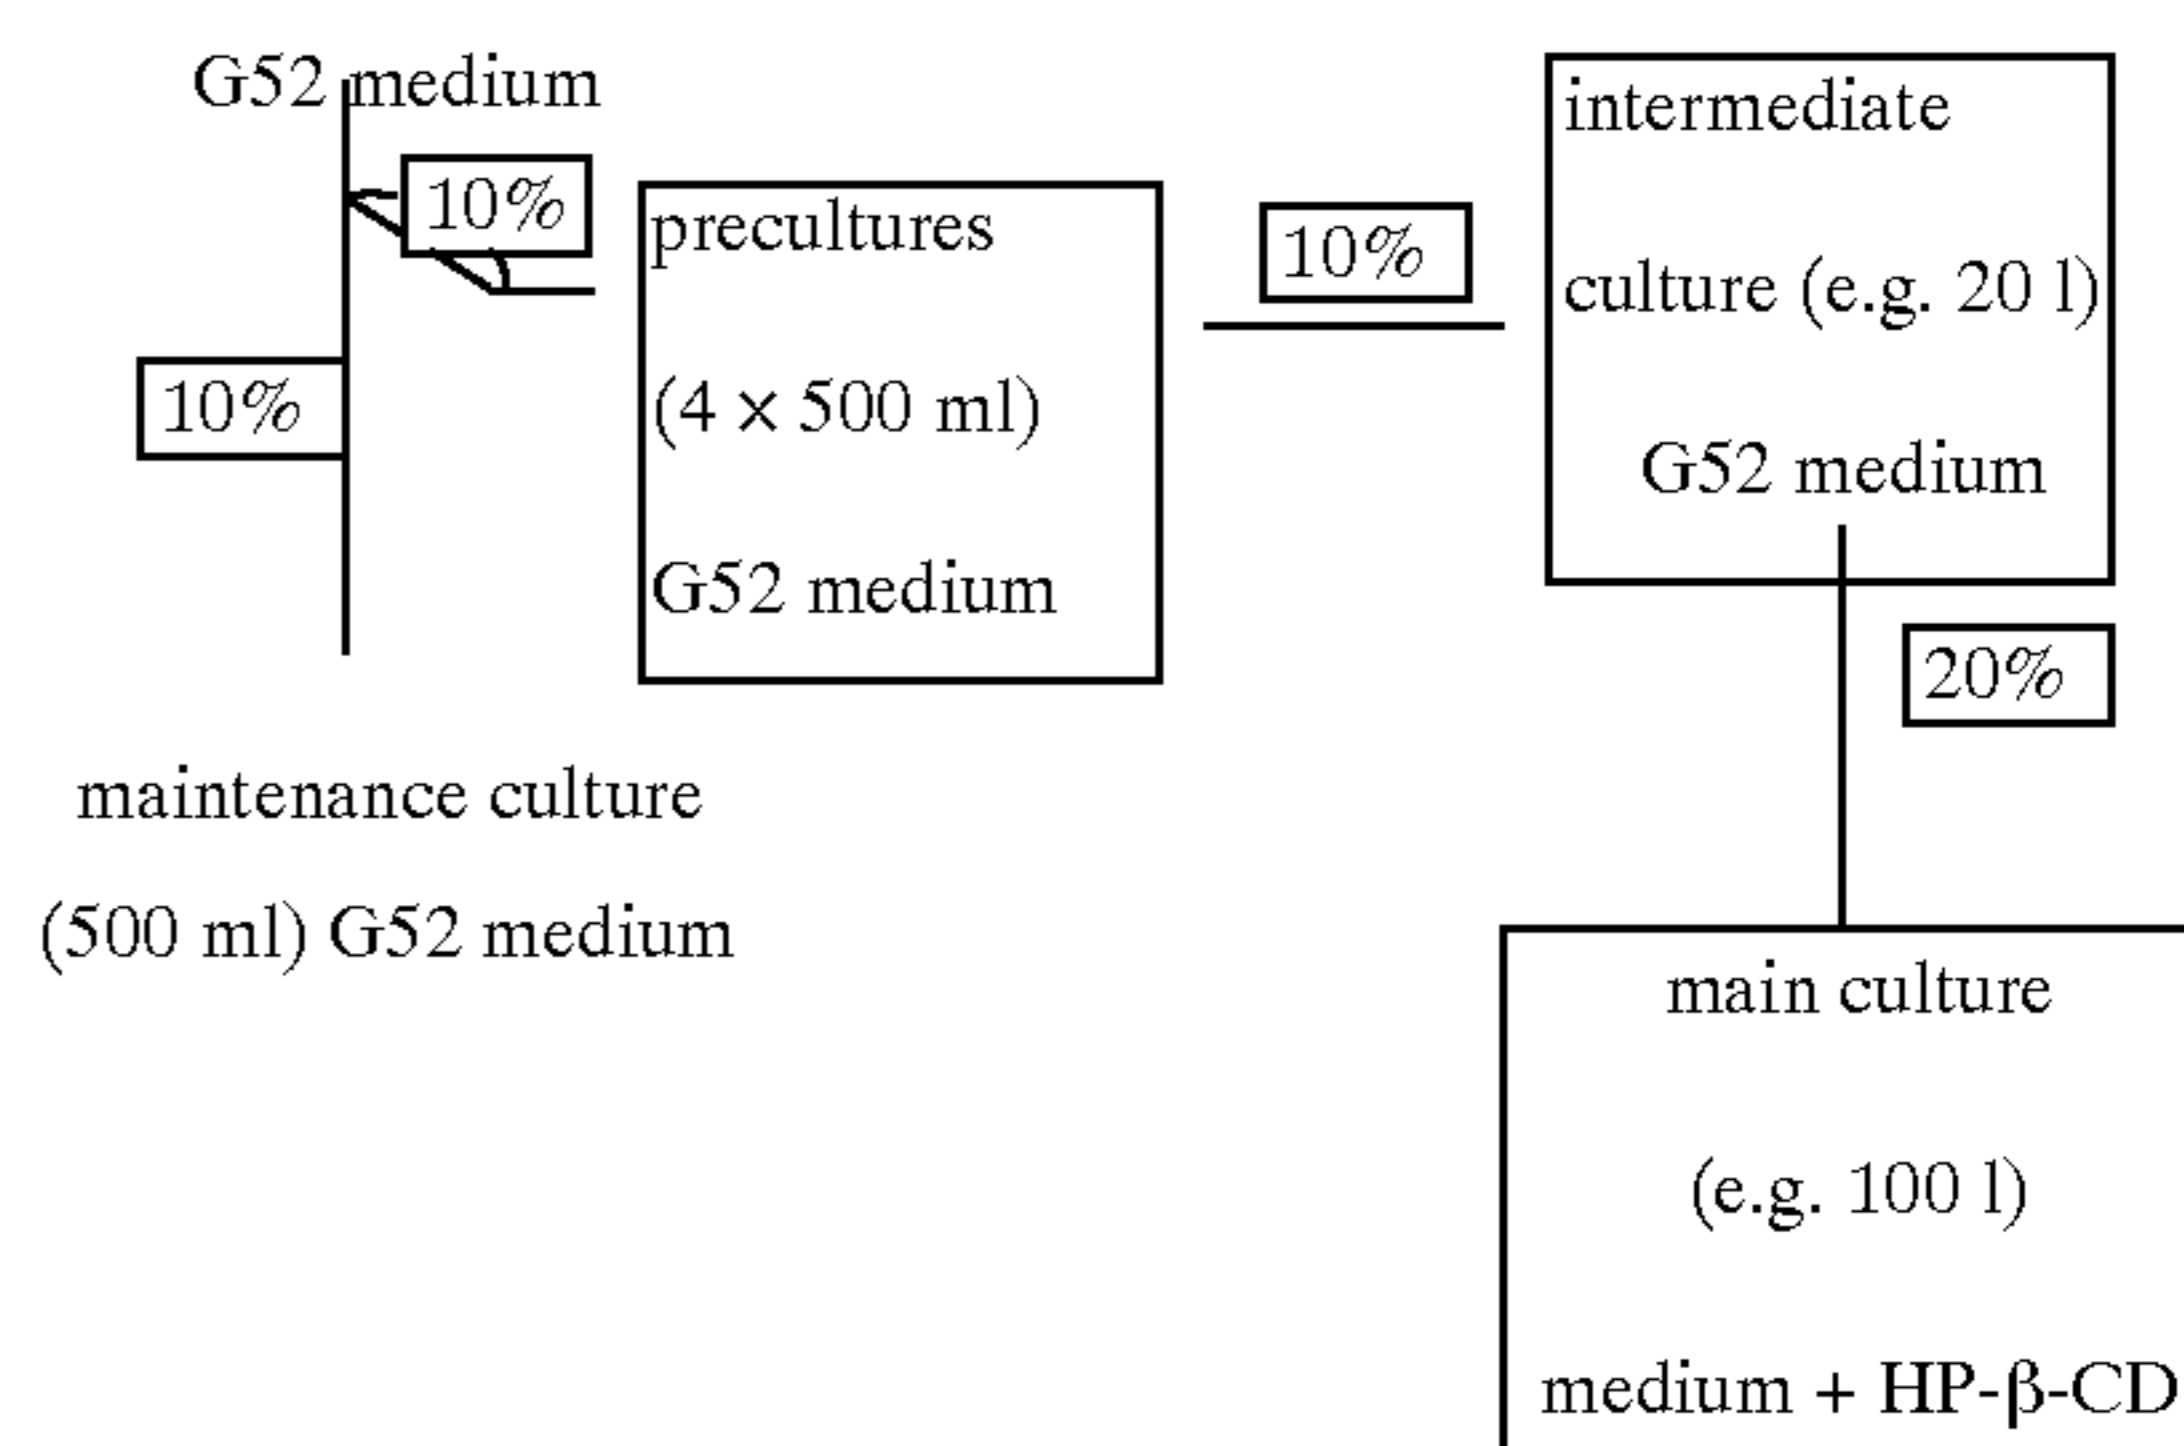 G52 medium
10%
10%
maintenance culture
(500 ml) G52 medium
precultures
(4 × 500 ml)
G52 medium
10%
intermediate
culture (e.g. 20 l)
G52 medium
20%
main culture
(e.g. 100 l)
medium + HP-β-CD